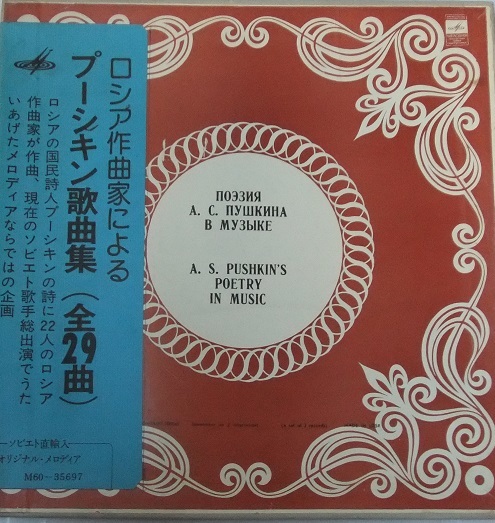 ロシア作曲家による
プーシキン歌曲集(全29曲)
ロシアの国民詩人プーシキンの詩に22人のロシア
作曲家が作曲、現在のソビエト歌手総出演でうた
いあげたメロディアならではの企画
ソビエト直輸入
オリジナル・メロディア
M60-35697
ПОЭЗИЯ
А. С. ПУШКИНА
В МУЗЫКЕ
A. S. PUSHKIN'S
POETRY
IN MUSIC